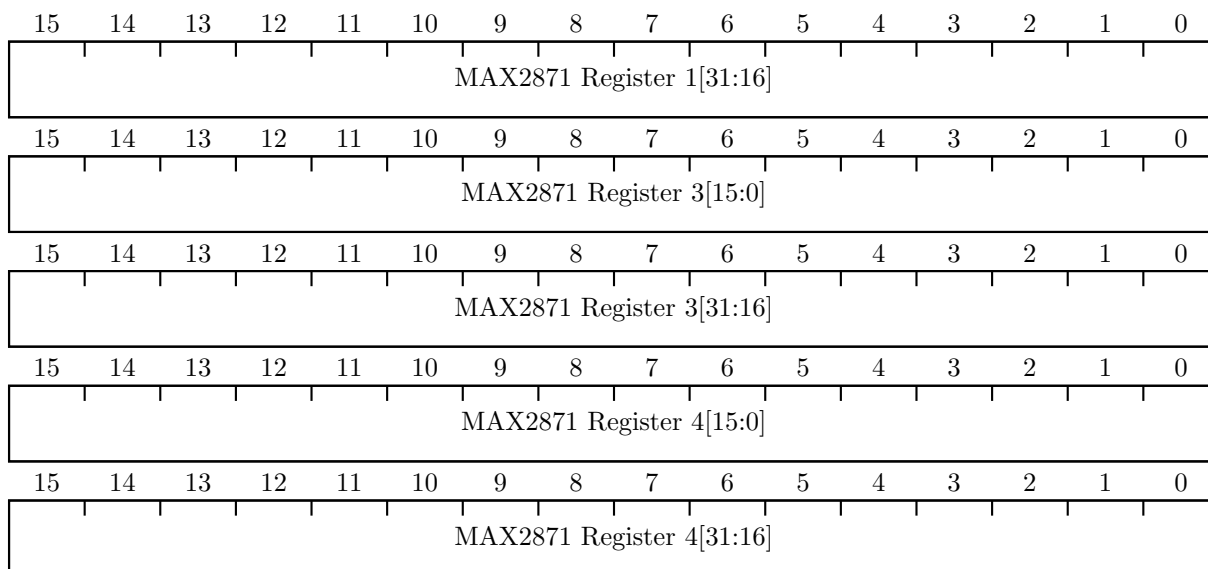 15 14 13 12 11 10 9 8 7 6 5 4 3 2 1 0
MAX2871 Register 1[31:16]
15 14 13 12 11 10 9 8 7 6 5 4 3 2 1 0
MAX2871 Register 3[15:0]
15 14 13 12 11 10 9 8 7 6 5 4 3 2 1 0
MAX2871 Register 3[31:16]
15 14 13 12 11 10 9 8 7 6 5 4 3 2 1 0
MAX2871 Register 4[15:0]
15 14 13 12 11 10 9 8 7 6 5 4 3 2 1 0
MAX2871 Register 4[31:16]